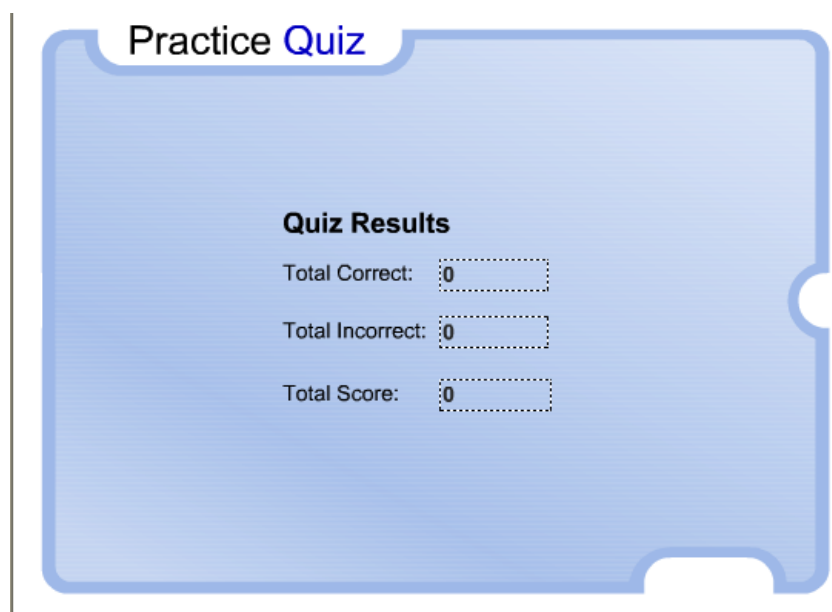 Practice Quiz
Quiz Results
Total Correct: 0
Total Incorrect: 0
Total Score: 0